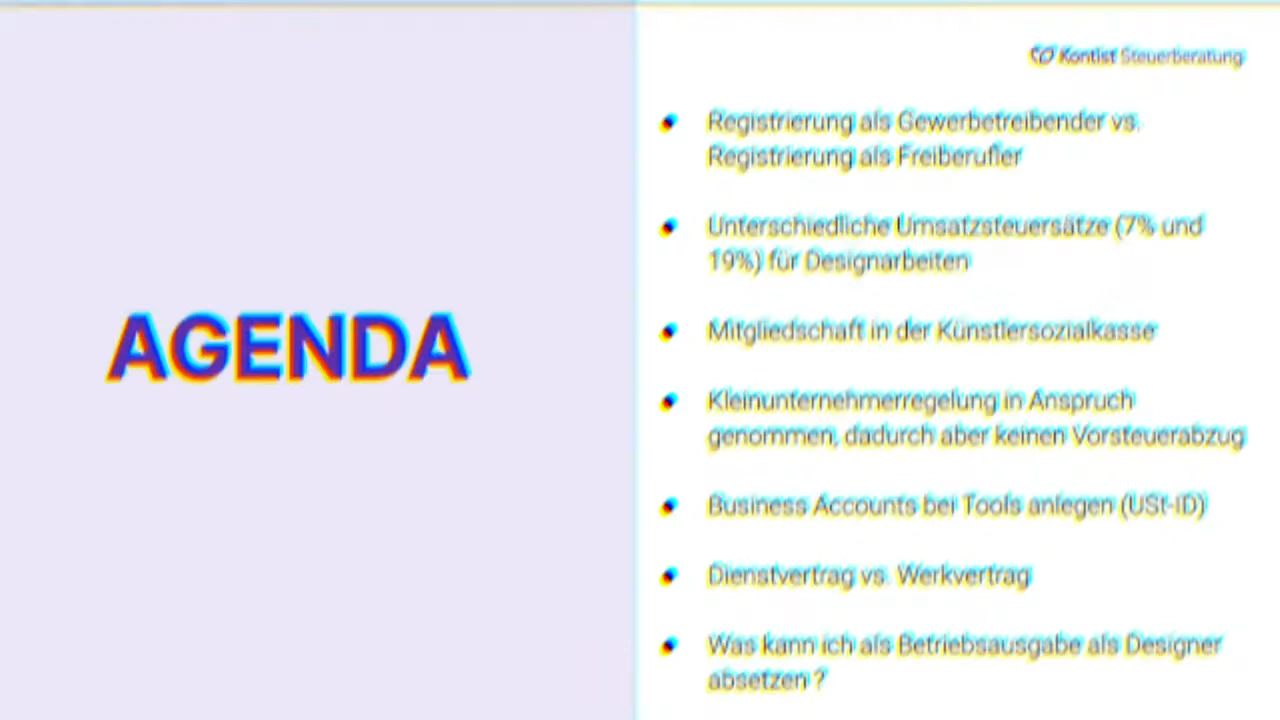 AGENDA
Kontist Steuerberatung
Registrierung als Gewerbetreibender vs.
Registrierung als Freiberufler
Unterschiedliche Umsatzsteuersätze (7% und
19%) für Designarbeiten
Mitgliedschaft in der Künstlersozialkasse
Kleinunternehmerregelung in Anspruch
genommen, dadurch aber keinen Vorsteuerabzug
Business Accounts bei Tools anlegen (USt-ID)
Dienstvertrag vs. Werkvertrag
Was kann ich als Betriebsausgabe als Designer
absetzen ?